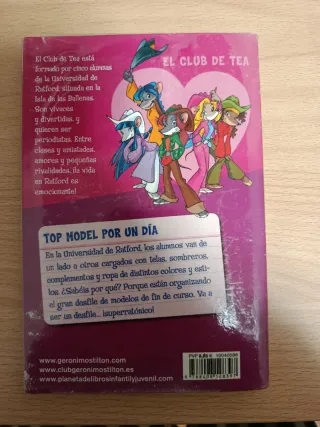 EL CLUB DE TEA
El Club de Tea está
formado por cinco alumnas
de la Universidad de
Ratford, situada en la
Isla de las Ballenas.
Son vivaces
y divertidas, y
quieren ser
periodistas. Entre
clases y amistades,
amores y pequeñas
rivalidades, ¡la vida
en Ratford es
emocionante!
TOP MODEL POR UN DÍA
En la Universidad de Ratford, los alumnos van de
un lado a otros cargados con telas, sombreros,
complementos y ropa de distintos colores y esti-
los. ¿Sabéis por qué? Porque están organizando
el gran desfile de modelos de fin de curso. Va a
ser un desfile... ¡superratónico!
www.geronimostilton.com
www.clubgeronimostilton.es
www.planetadelibrosinfantilyjuvenil.com
PVP